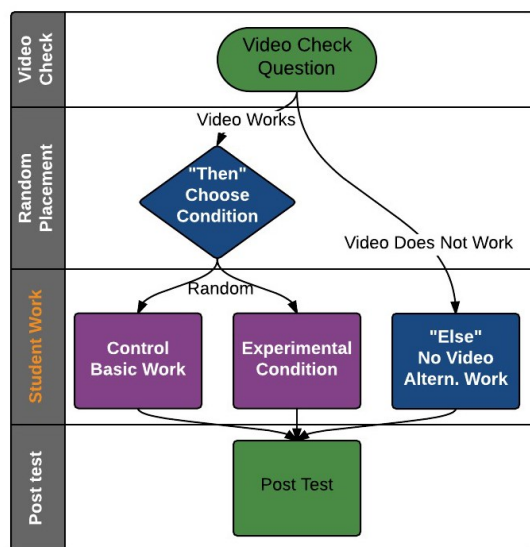 Video
Check
Video Check
Question
Random
Placement
Video Works
"Then"
Choose
Condition
Video Does Not Work
Student Work
Random
Control
Basic Work
Experimental
Condition
"Else"
No Video
Altern. Work
Post test
Post Test